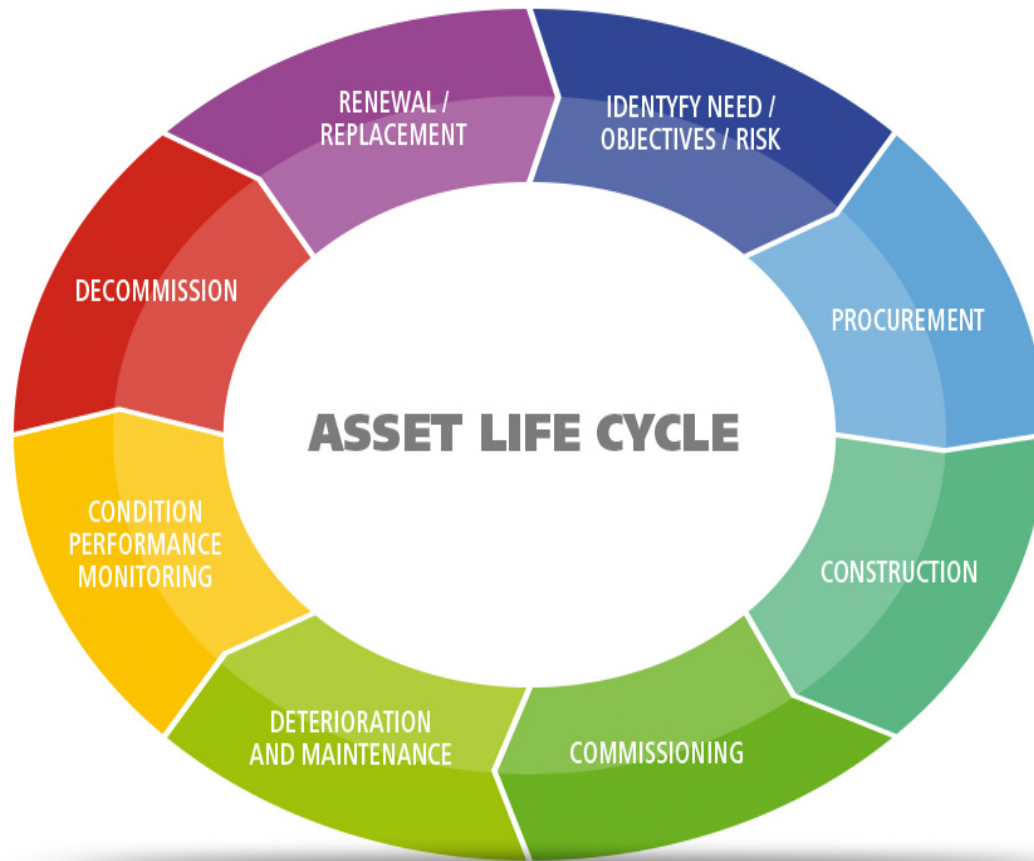 RENEWAL /
REPLACEMENT
IDENTYFY NEED /
OBJECTIVES / RISK
PROCUREMENT
CONSTRUCTION
COMMISSIONING
DETERIORATION
AND MAINTENANCE
CONDITION
PERFORMANCE
MONITORING
DECOMMISSION
ASSET LIFE CYCLE